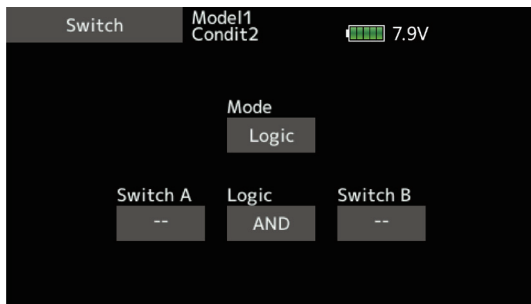 Switch
Model1
Condit2
7.9V
Mode
Logic
Switch A Logic Switch B
-- AND --